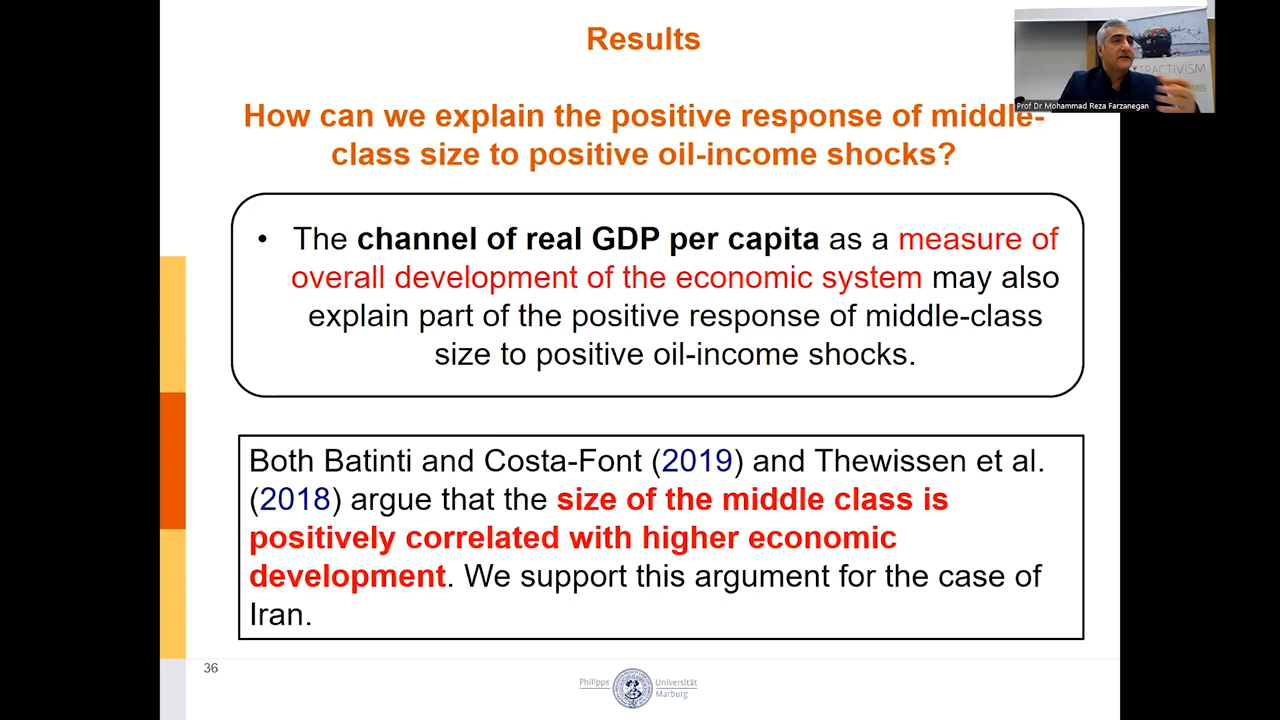 Results
How can we explain the positive response of middle-
class size to positive oil-income shocks?
• The channel of real GDP per capita as a measure of
overall development of the economic system may also
explain part of the positive response of middle-class
size to positive oil-income shocks.
Both Batinti and Costa-Font (2019) and Thewissen et al.
(2018) argue that the size of the middle class is
positively correlated with higher economic
development. We support this argument for the case of
Iran.
36
Philipps Universität
Marburg
Prof Dr Mohammad Reza Farzanegan